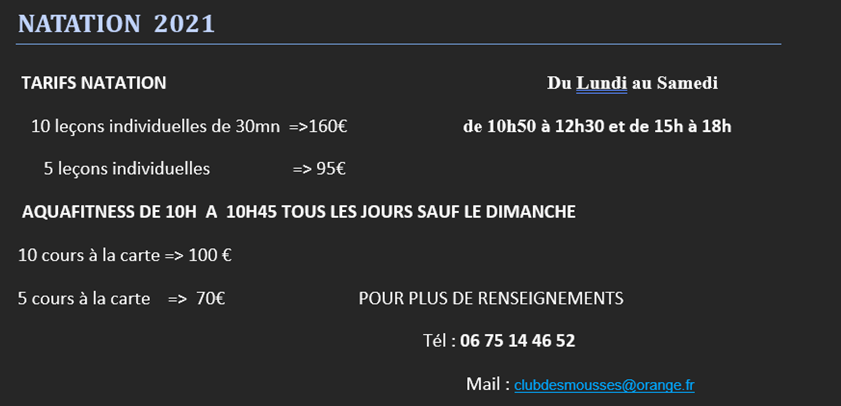 NATATION 2021
TARIFS NATATION Du Lundi au Samedi
10 leçons individuelles de 30mn =>160€ de 10h50 à 12h30 et de 15h à 18h
5 leçons individuelles => 95€
AQUAFITNESS DE 10H A 10H45 TOUS LES JOURS SAUF LE DIMANCHE
10 cours à la carte => 100 €
5 cours à la carte => 70€ POUR PLUS DE RENSEIGNEMENTS
Tél : 06 75 14 46 52
Mail : clubdesmousses@orange.fr